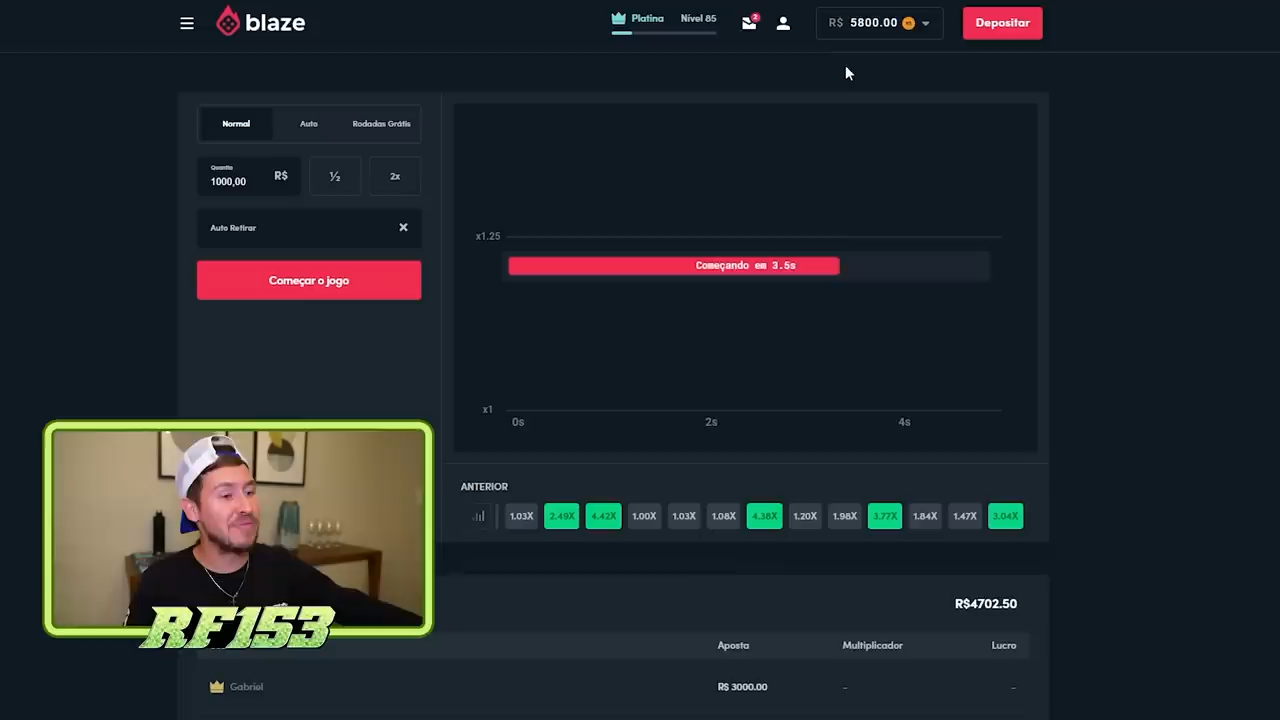 blaze
Platina Nível 85
2
R$ 5800.00 R$
Depositar
Normal Auto Rodadas Grátis
Quantia
1000,00 R$ ½ 2x
Auto Retirar
Começar o jogo
x1.25
Começando em 3.5s
x1
0s 2s 4s
ANTERIOR
1.03X 2.49X 4.42X 1.00X 1.03X 1.08X 4.38X 1.20X 1.98X 3.77X 1.84X 1.47X 3.04X
RF153
R$4702.50
Aposta Multiplicador Lucro
Gabriel R$ 3000.00 - -